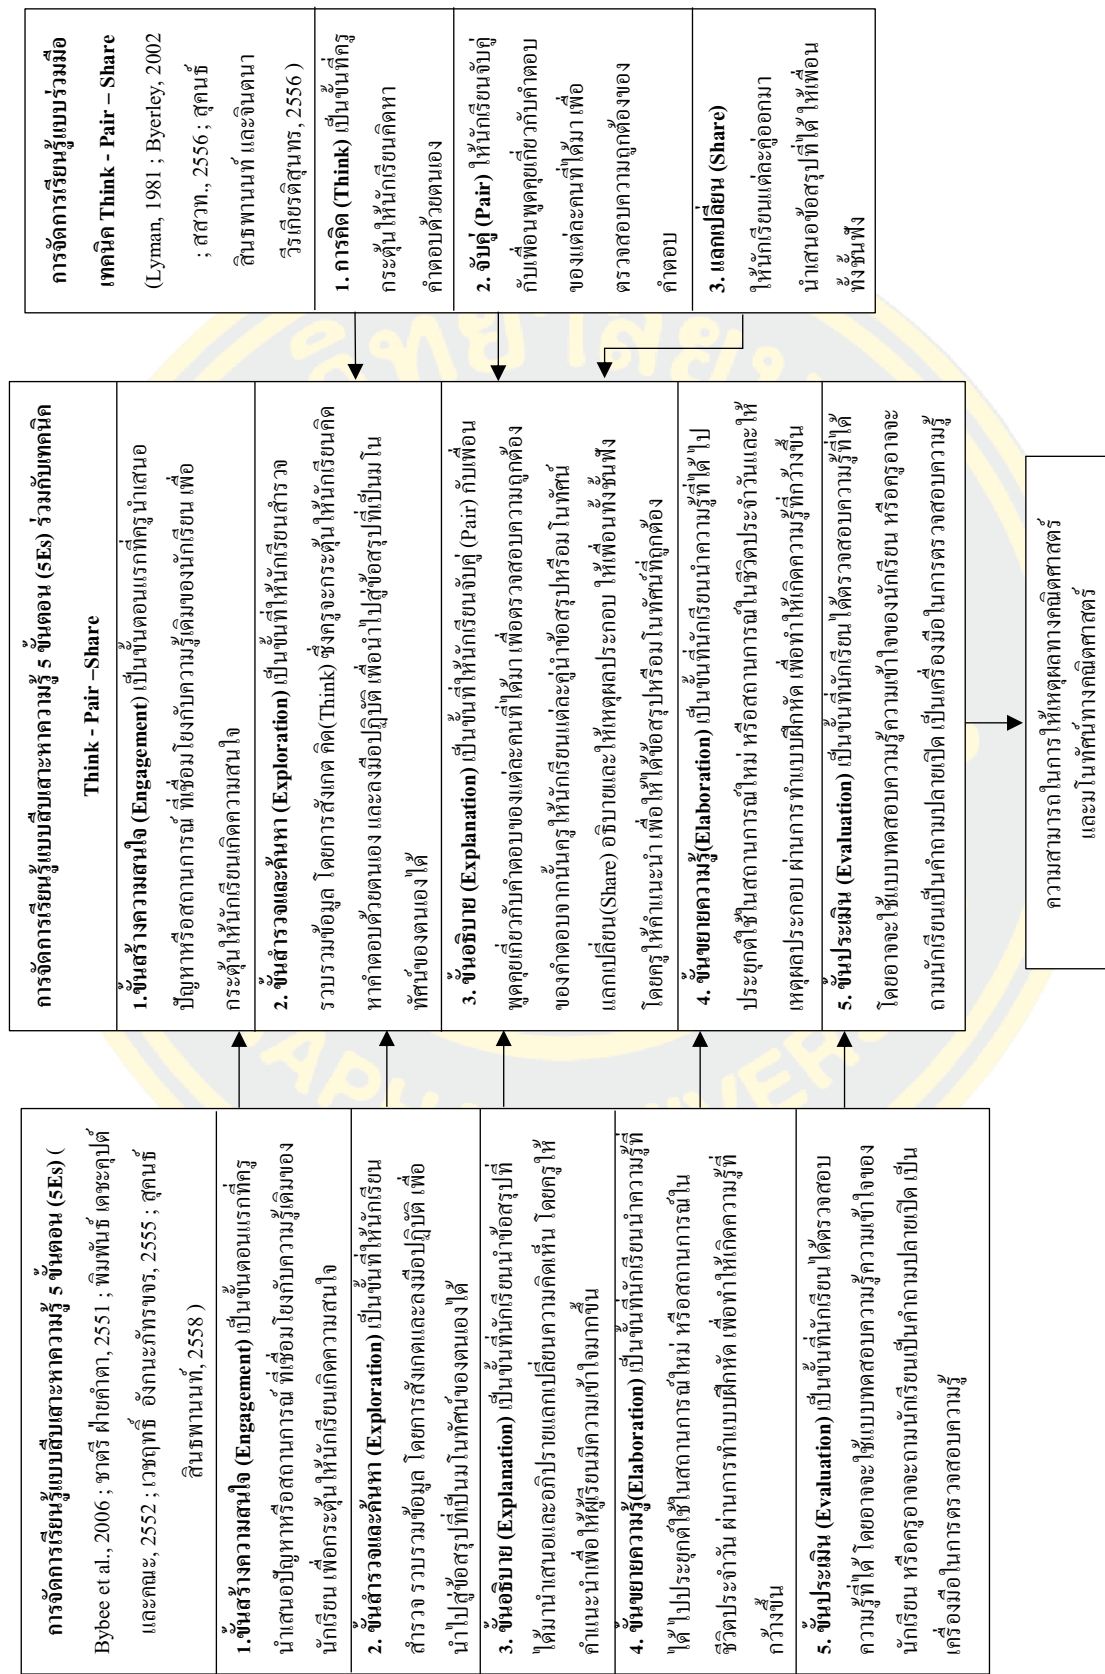 การจัดการเรียนรู้แบบสืบเสาะหาความรู้ 5 ขั้นตอน (5Es) (
Bybee et al., 2006 ; ชาตรี ฝ่ายคำตา, 2551 ; พิมพันธ์ เดชะคุปต์
และคณะ, 2552 ; เวชฤทธิ์ อังกนะภัทรขจร, 2555 ; สุคนธ์
สินธพานนท์, 2558 )
1.ขั้นสร้างความสนใจ (Engagement) เป็นขั้นตอนแรกที่ครู
นำเสนอปัญหาหรือสถานการณ์ ที่เชื่อมโยงกับความรู้เดิมของ
นักเรียน เพื่อกระตุ้นให้นักเรียนเกิดความสนใจ
2. ขั้นสำรวจและค้นหา (Exploration) เป็นขั้นที่ให้นักเรียน
สำรวจ รวบรวมข้อมูล โดยการสังเกตและลงมือปฏิบัติ เพื่อ
นำไปสู่ข้อสรุปที่เป็นมโนทัศน์ของตนเองได้
3. ขั้นอธิบาย (Explanation) เป็นขั้นที่นักเรียนนำข้อสรุปที่
ได้มานำเสนอและอภิปรายแลกเปลี่ยนความคิดเห็น โดยครูให้
คำแนะนำเพื่อให้ผู้เรียนมีความเข้าใจมากขึ้น
4. ขั้นขยายความรู้(Elaboration) เป็นขั้นที่นักเรียนนำความรู้ที่
ได้ ไปประยุกต์ใช้ในสถานการณ์ใหม่ หรือสถานการณ์ใน
ชีวิตประจำวัน ผ่านการทำแบบฝึกหัด เพื่อทำให้เกิดความรู้ที่
กว้างขึ้น
5. ขั้นประเมิน (Evaluation) เป็นขั้นที่นักเรียนได้ตรวจสอบ
ความรู้ที่ได้ โดยอาจจะใช้แบบทดสอบความรู้ความเข้าใจของ
นักเรียน หรือครูอาจจะถามนักเรียนเป็นคำถามปลายเปิด เป็น
เครื่องมือในการตรวจสอบความรู้
การจัดการเรียนรู้แบบสืบเสาะหาความรู้ 5 ขั้นตอน (5Es) ร่วมกับเทคนิค
Think - Pair –Share
1.ขั้นสร้างความสนใจ (Engagement) เป็นขั้นตอนแรกที่ครูนำเสนอ
ปัญหาหรือสถานการณ์ ที่เชื่อมโยงกับความรู้เดิมของนักเรียน เพื่อ
กระตุ้นให้นักเรียนเกิดความสนใจ
2. ขั้นสำรวจและค้นหา (Exploration) เป็นขั้นที่ให้นักเรียนสำรวจ
รวบรวมข้อมูล โดยการสังเกต คิด(Think) ซึ่งครูจะกระตุ้นให้นักเรียนคิด
หาคำตอบด้วยตนเอง และลงมือปฏิบัติ เพื่อนำไปสู่ข้อสรุปที่เป็นมโน
ทัศน์ของตนเองได้
3. ขั้นอธิบาย (Explanation) เป็นขั้นที่ให้นักเรียนจับคู่ (Pair) กับเพื่อน
พูดคุยเกี่ยวกับคำตอบของแต่ละคนที่ได้มา เพื่อตรวจสอบความถูกต้อง
ของคำตอบจากนั้นครูให้นักเรียนแต่ละคู่นำข้อสรุปหรือมโนทัศน์
แลกเปลี่ยน(Share) อธิบายและให้เหตุผลประกอบ ให้เพื่อนทั้งชั้นฟัง
โดยครูให้คำแนะนำ เพื่อให้ได้ข้อสรุปหรือมโนทัศน์ที่ถูกต้อง
4. ขั้นขยายความรู้(Elaboration) เป็นขั้นที่นักเรียนนำความรู้ที่ได้ ไป
ประยุกต์ใช้ในสถานการณ์ใหม่ หรือสถานการณ์ในชีวิตประจำวันและให้
เหตุผลประกอบ ผ่านการทำแบบฝึกหัด เพื่อทำให้เกิดความรู้ที่กว้างขึ้น
5. ขั้นประเมิน (Evaluation) เป็นขั้นที่นักเรียนได้ตรวจสอบความรู้ที่ได้
โดยอาจจะใช้แบบทดสอบความรู้ความเข้าใจของนักเรียน หรือครูอาจจะ
ถามนักเรียนเป็นคำถามปลายเปิด เป็นเครื่องมือในการตรวจสอบความรู้
การจัดการเรียนรู้แบบร่วมมือ
เทคนิค Think - Pair – Share
(Lyman, 1981 ; Byerley, 2002
; สสวท., 2556 ; สุคนธ์
สินธพานนท์ และจินตนา
วีรเกียรติสุนทร, 2556 )
1. การคิด (Think) เป็นขั้นที่ครู
กระตุ้นให้นักเรียนคิดหา
คำตอบด้วยตนเอง
2. จับคู่ (Pair) ให้นักเรียนจับคู่
กับเพื่อนพูดคุยเกี่ยวกับคำตอบ
ของแต่ละคนที่ได้มา เพื่อ
ตรวจสอบความถูกต้องของ
คำตอบ
3. แลกเปลี่ยน (Share)
ให้นักเรียนแต่ละคู่ออกมา
นำเสนอข้อสรุปที่ได้ ให้เพื่อน
ทั้งชั้นฟัง
ความสามารถในการให้เหตุผลทางคณิตศาสตร์
และมโนทัศน์ทางคณิตศาสตร์